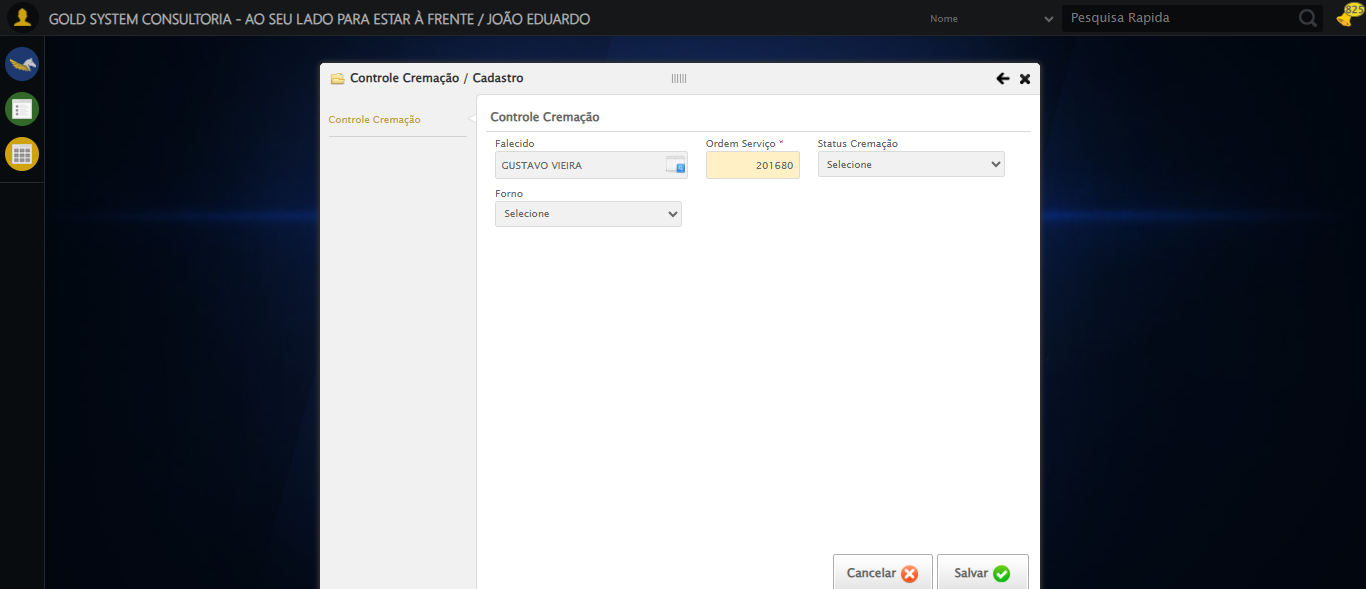 GOLD SYSTEM CONSULTORIA - AO SEU LADO PARA ESTAR À FRENTE / JOÃO EDUARDO
Nome
Pesquisa Rapida
825
Controle Cremação / Cadastro
Controle Cremação
Controle Cremação
Falecido
Ordem Serviço *
Status Cremação
GUSTAVO VIEIRA
201680
Selecione
Forno
Selecione
Cancelar
Salvar